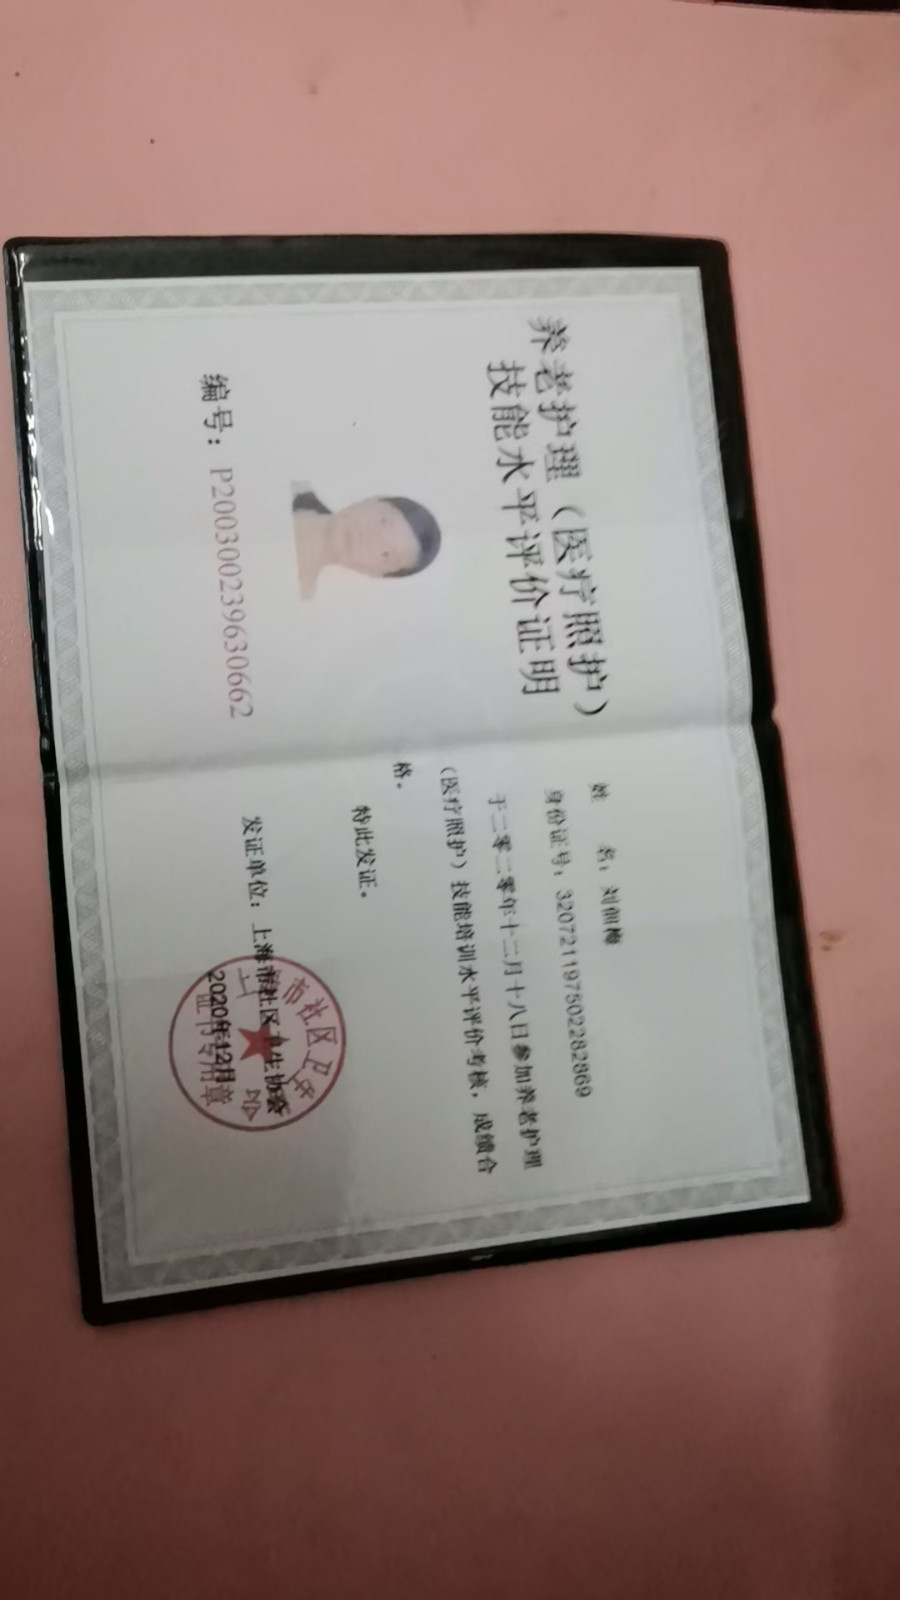 养老护理（医疗照护）
技能水平评价证明
编号：P200300239630662
姓 名：刘佃梅
身份证号：320721197502282869
于二零二零年十二月十八日参加养老护理
（医疗照护）技能培训水平评价考核，成绩合
格。
特此发证。
发证单位：上海市社区卫生协会
2020年12月
证书专用章